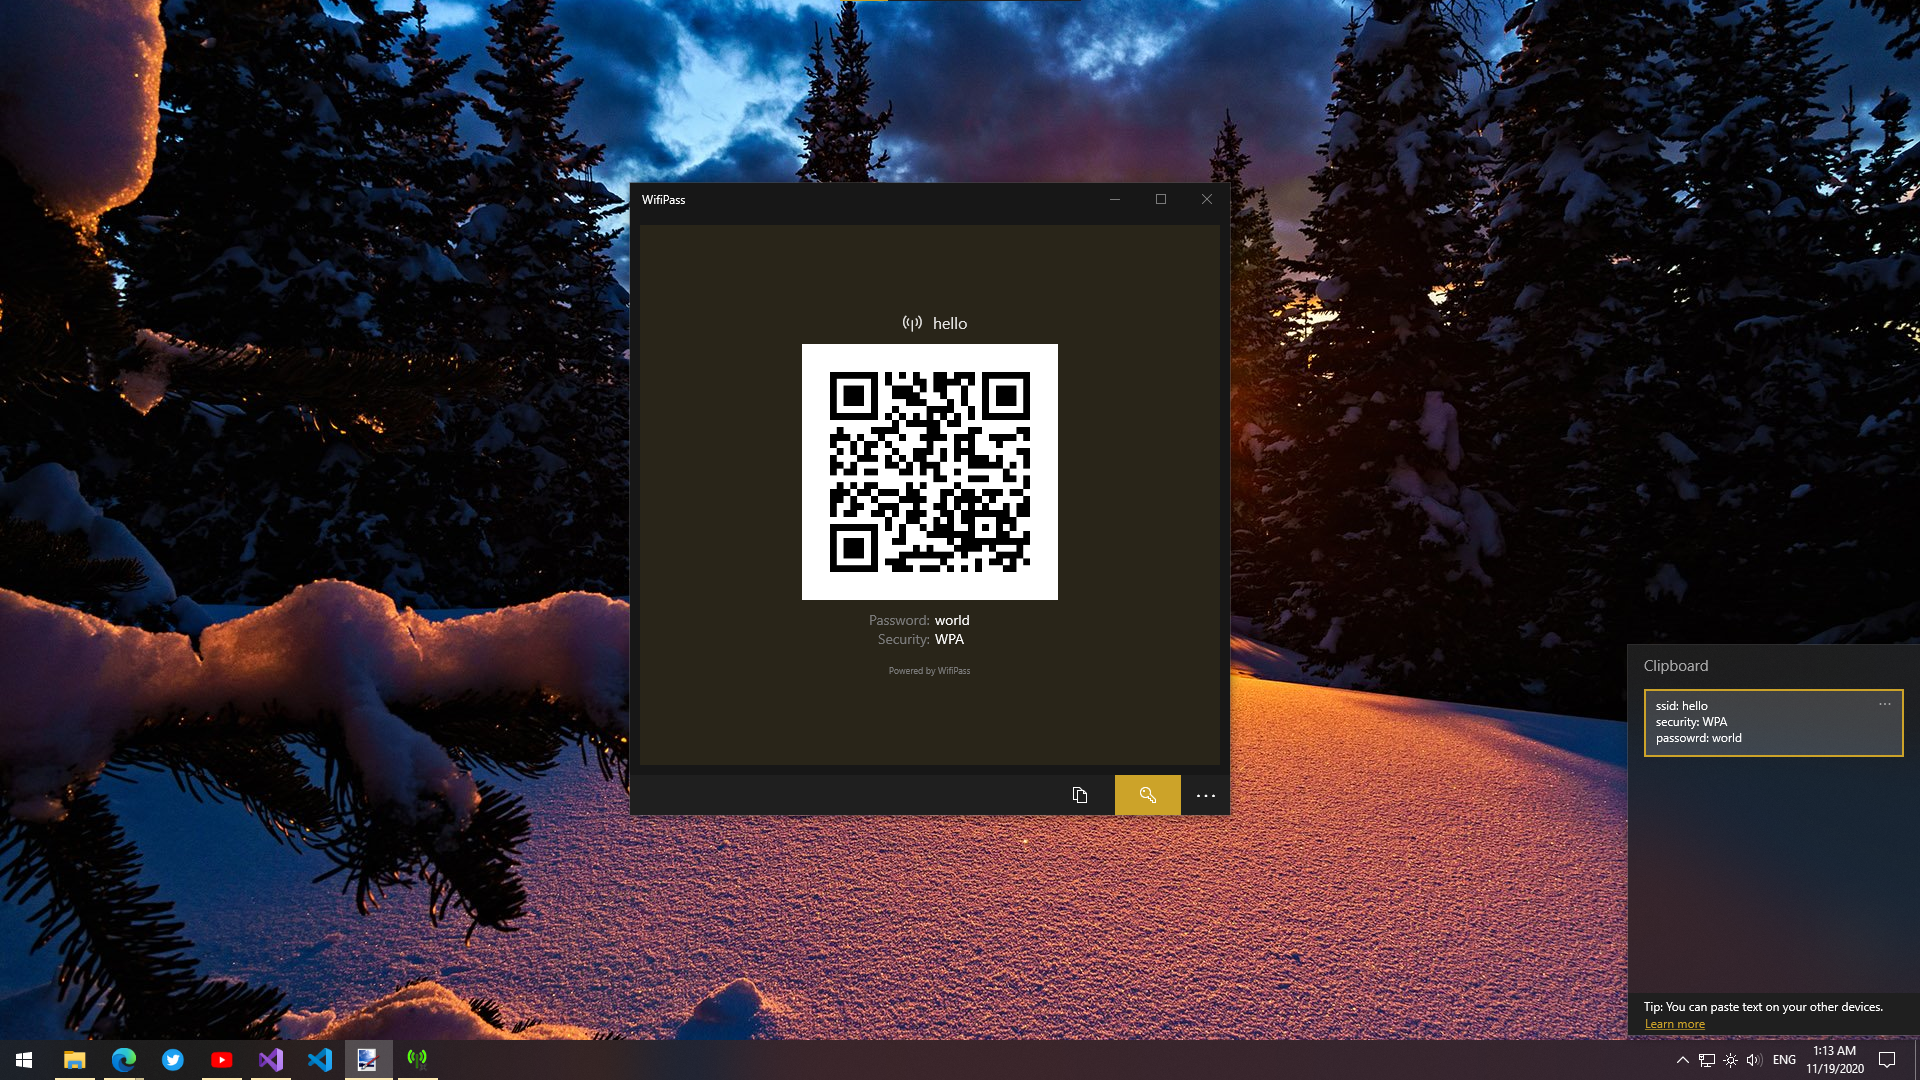 WifiPass
hello
Password: world
Security: WPA
Powered by WifiPass
Clipboard
ssid: hello
security: WPA
passowrd: world
Tip: You can paste text on your other devices.
Learn more
ENG
1:13 AM
11/19/2020